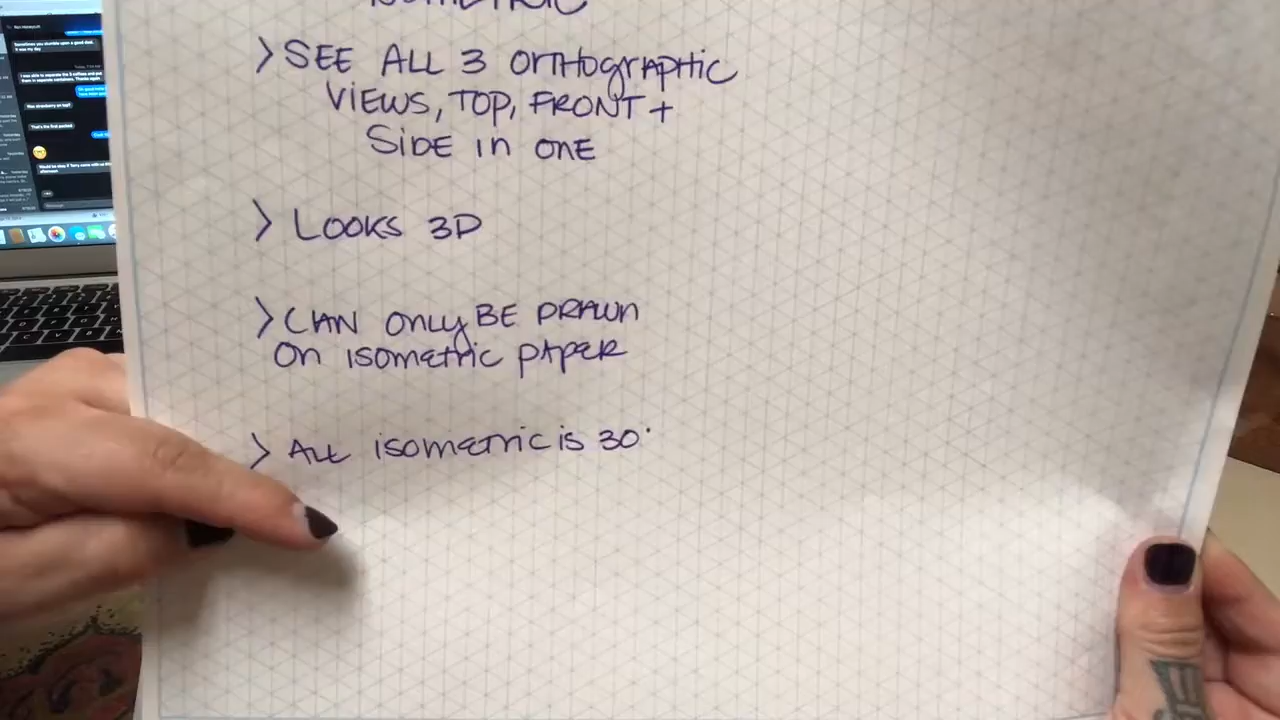 ISOMETRIC
> SEE ALL 3 ORTHOGRAPHIC
VIEWS, TOP, FRONT +
SIDE IN ONE
> LOOKS 3D
> CAN ONLY BE DRAWN
ON ISOMETRIC PAPER
> ALL ISOMETRIC IS 30°